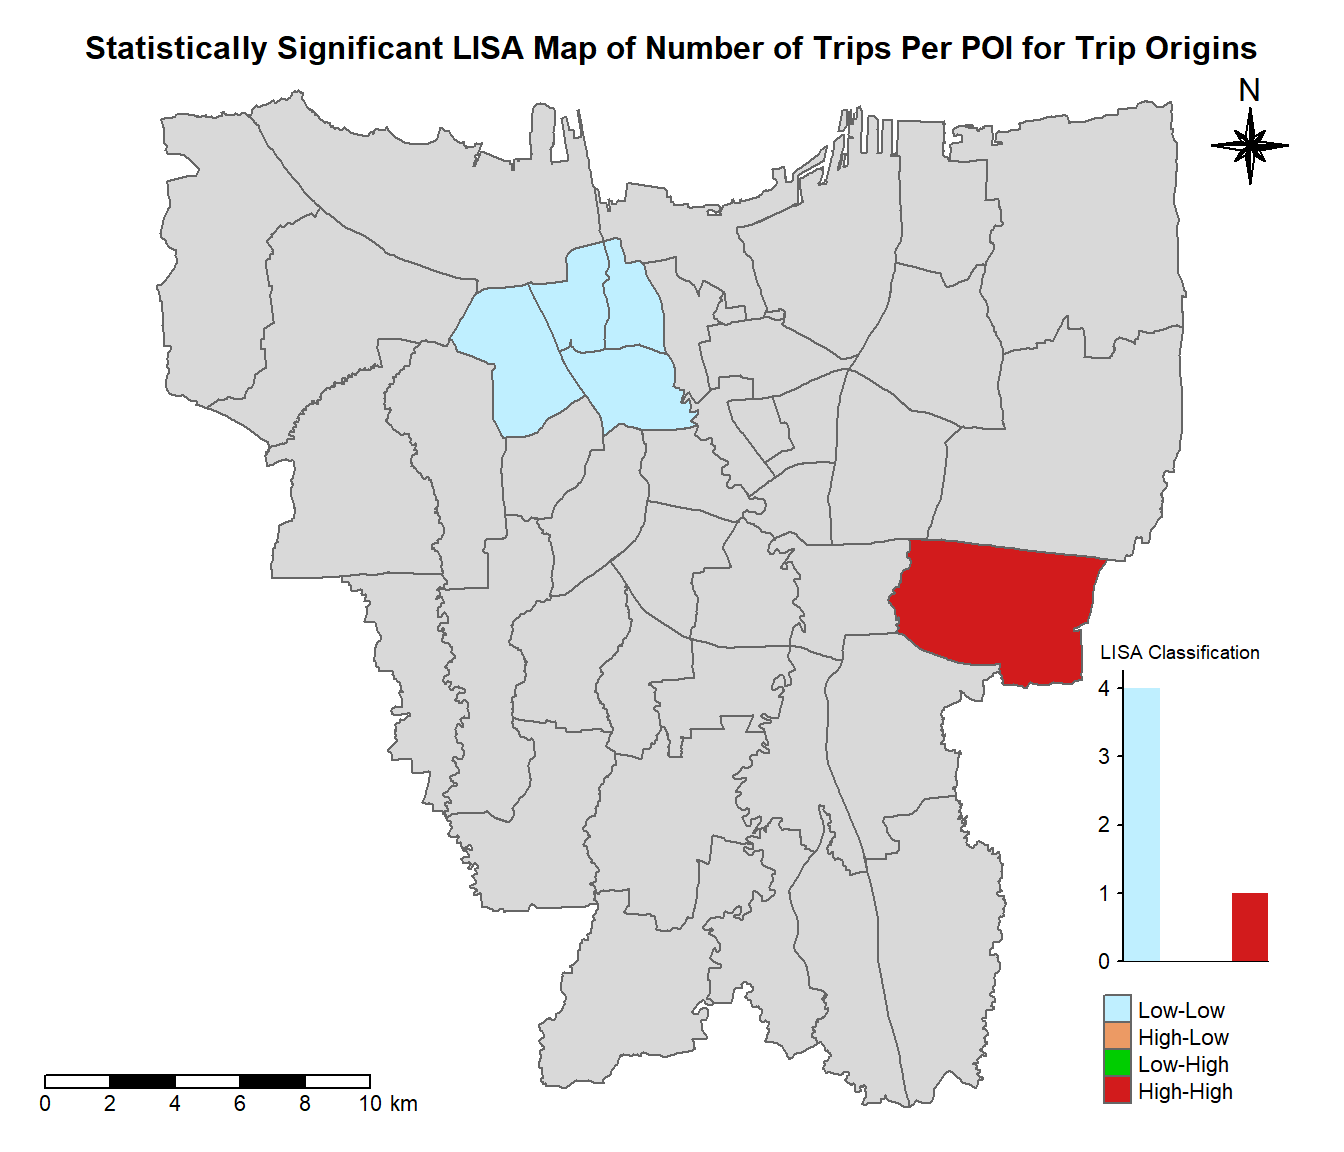 Statistically Significant LISA Map of Number of Trips Per POI for Trip Origins
N
LISA Classification
4
3
2
1
0
Low-Low
High-Low
Low-High
High-High
0 2 4 6 8 10 km